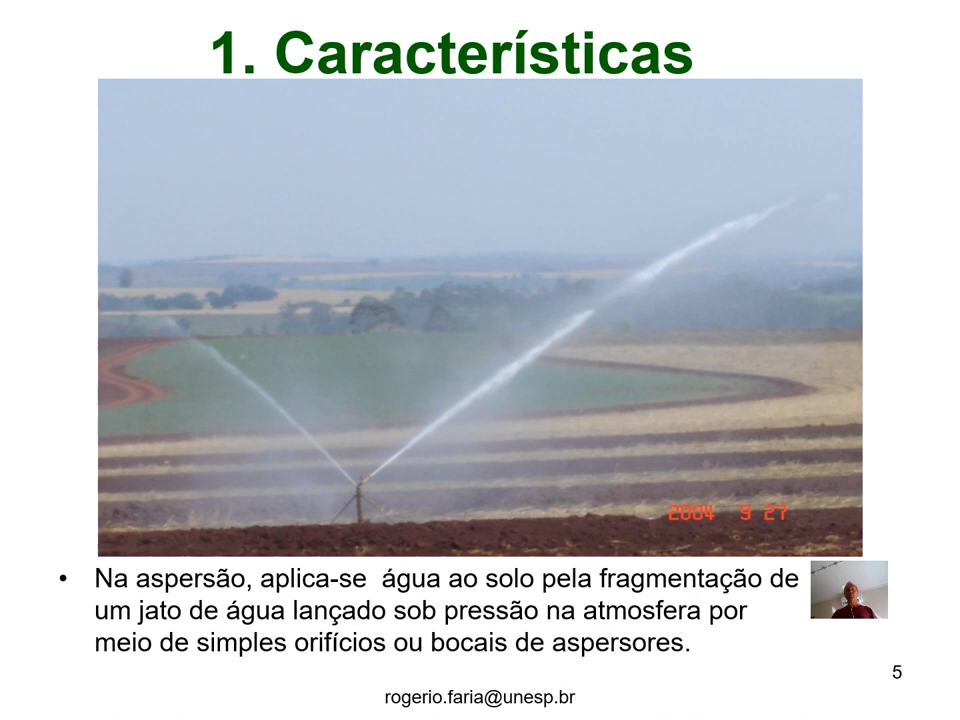 1. Características
2004 9 27
• Na aspersão, aplica-se água ao solo pela fragmentação de
um jato de água lançado sob pressão na atmosfera por
meio de simples orifícios ou bocais de aspersores.
5
rogerio.faria@unesp.br